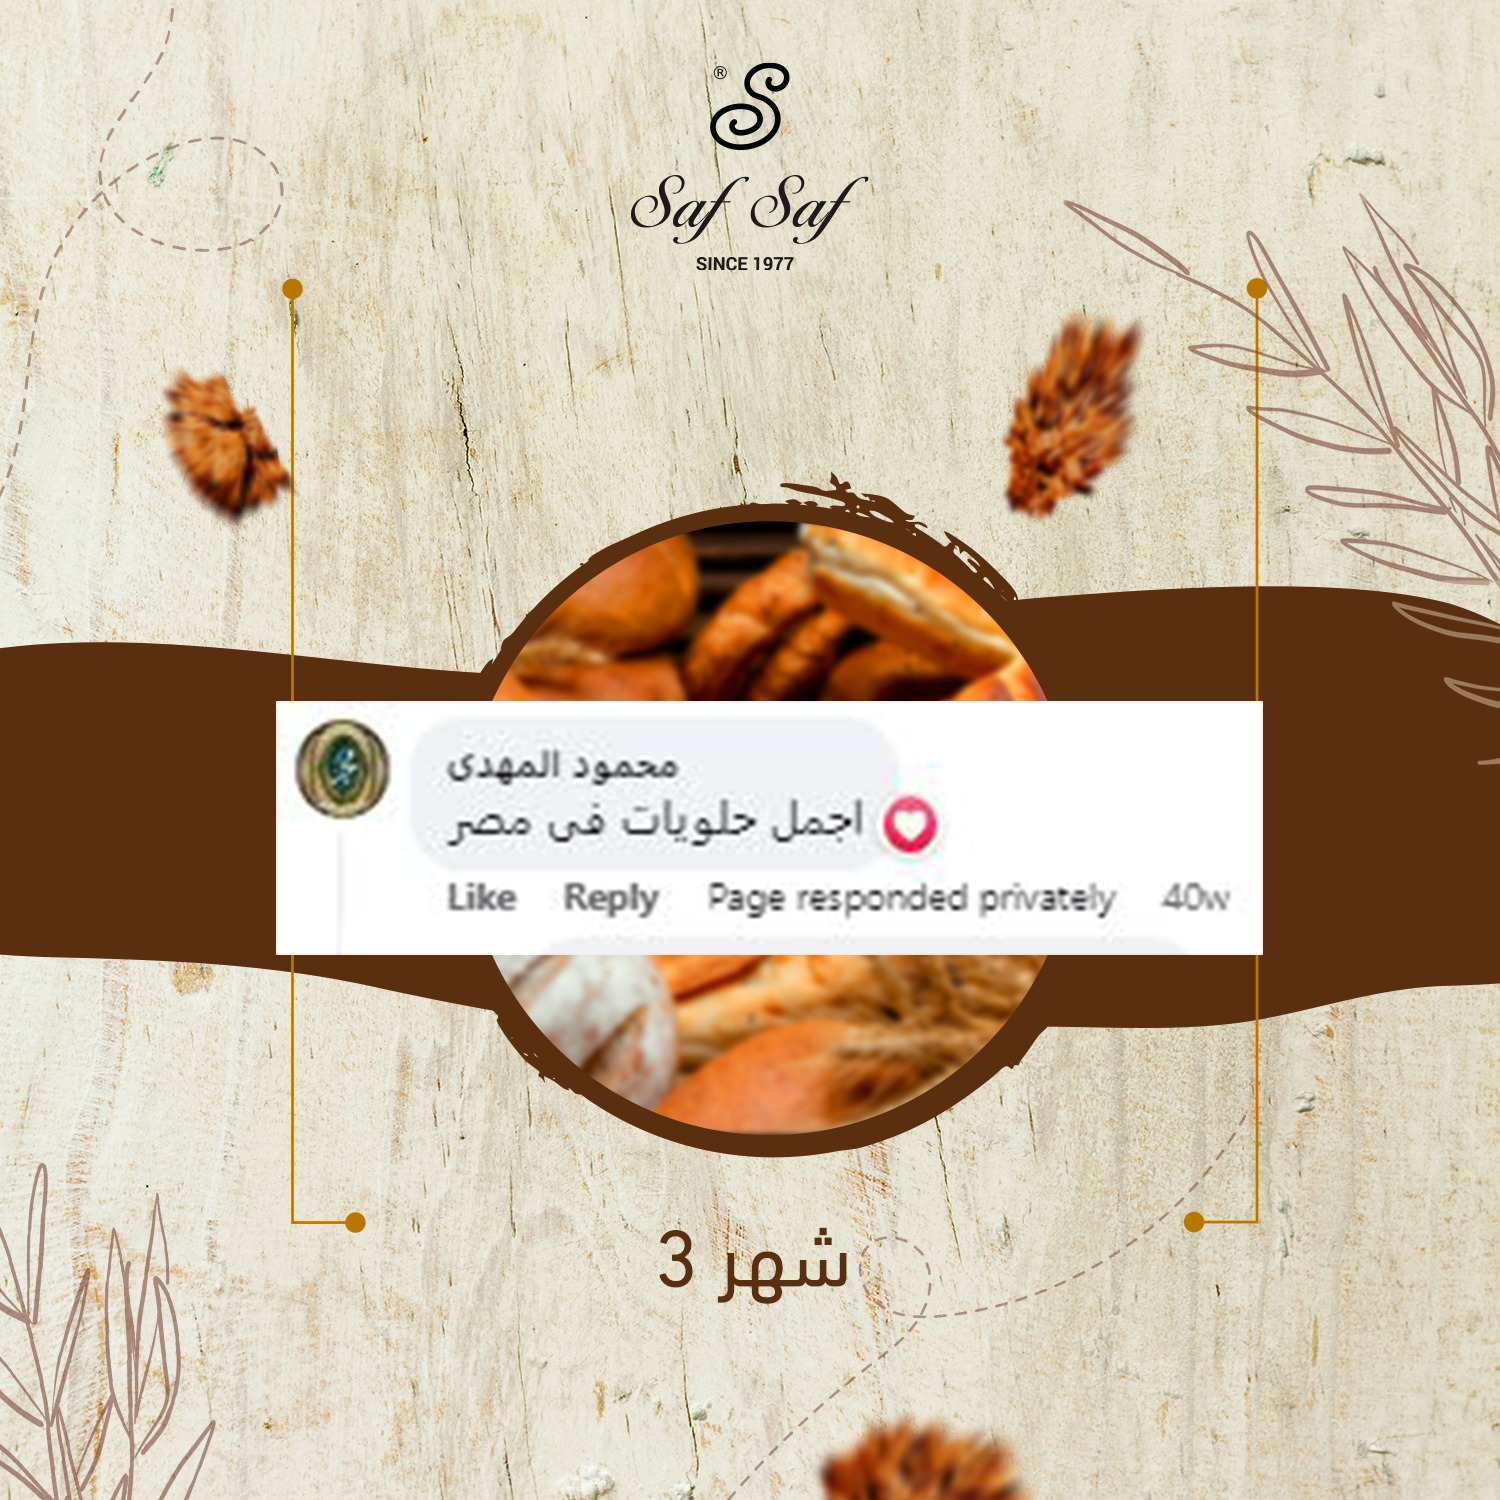 ®
S
Saf Saf
SINCE 1977
محمود المهدى
اجمل حلويات فى مصر
Like Reply Page responded privately 40w
شهر 3